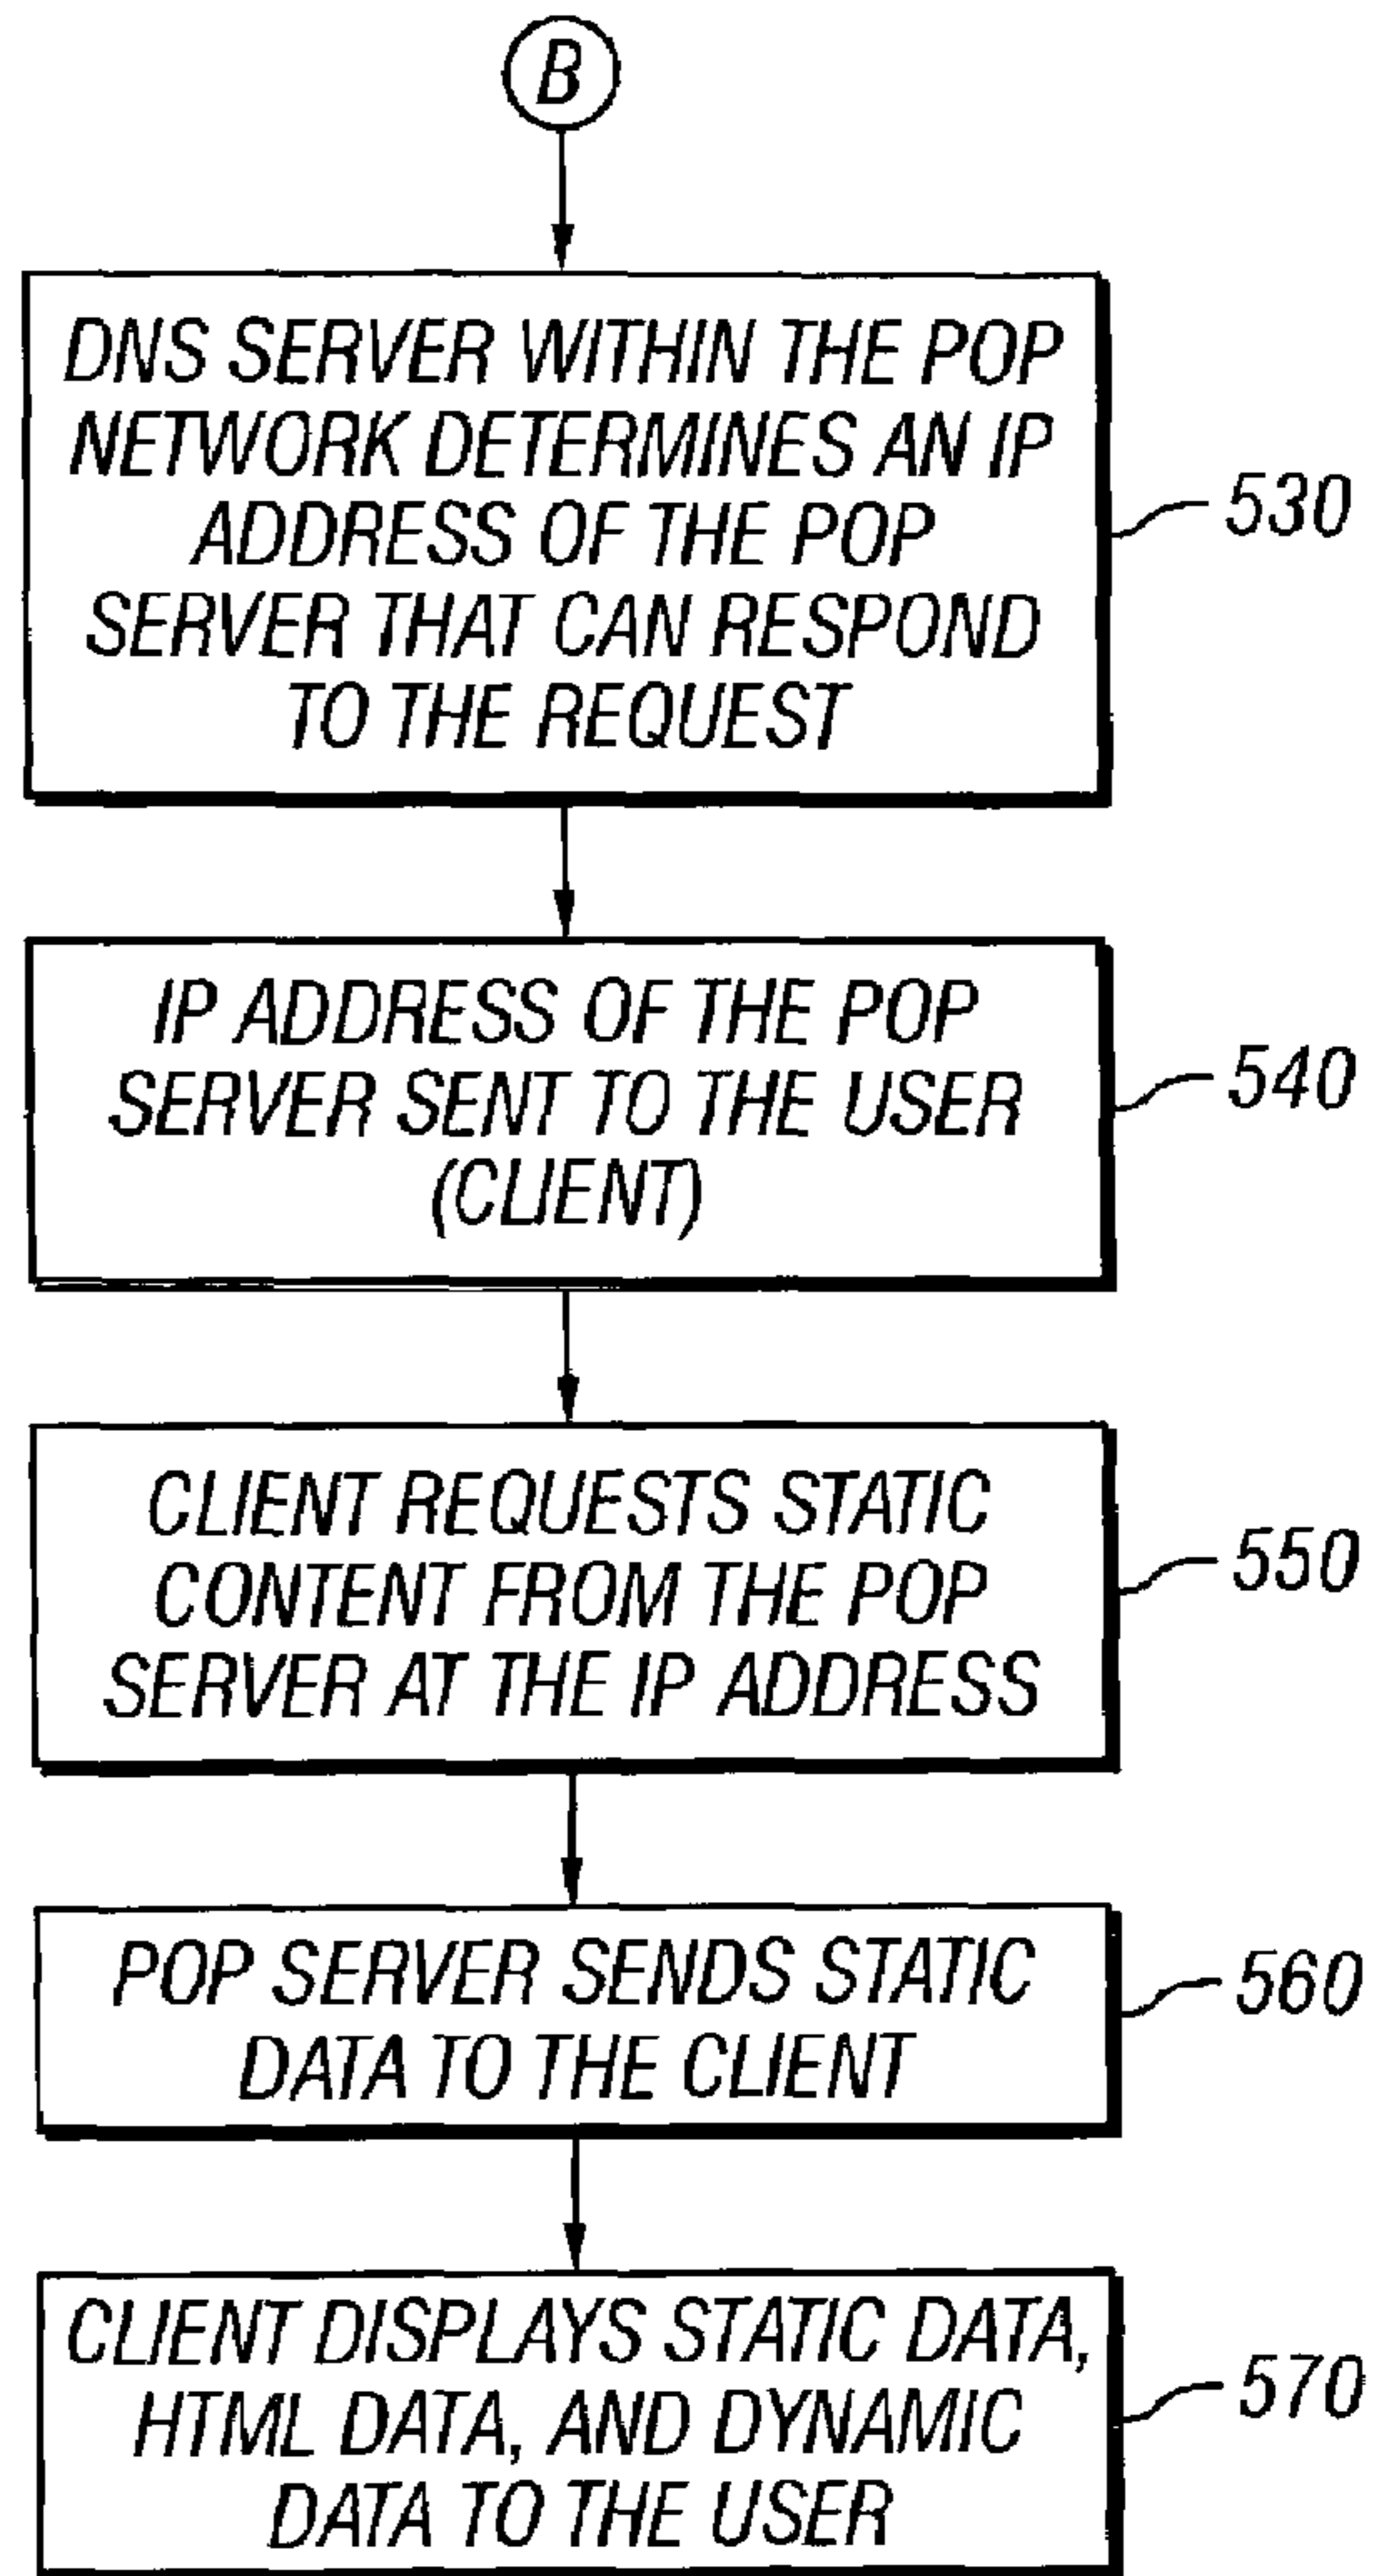 B
DNS SERVER WITHIN THE POP
NETWORK DETERMINES AN IP
ADDRESS OF THE POP
SERVER THAT CAN RESPOND
TO THE REQUEST
530
IP ADDRESS OF THE POP
SERVER SENT TO THE USER
(CLIENT)
540
CLIENT REQUESTS STATIC
CONTENT FROM THE POP
SERVER AT THE IP ADDRESS
550
POP SERVER SENDS STATIC
DATA TO THE CLIENT
560
CLIENT DISPLAYS STATIC DATA,
HTML DATA, AND DYNAMIC
DATA TO THE USER
570